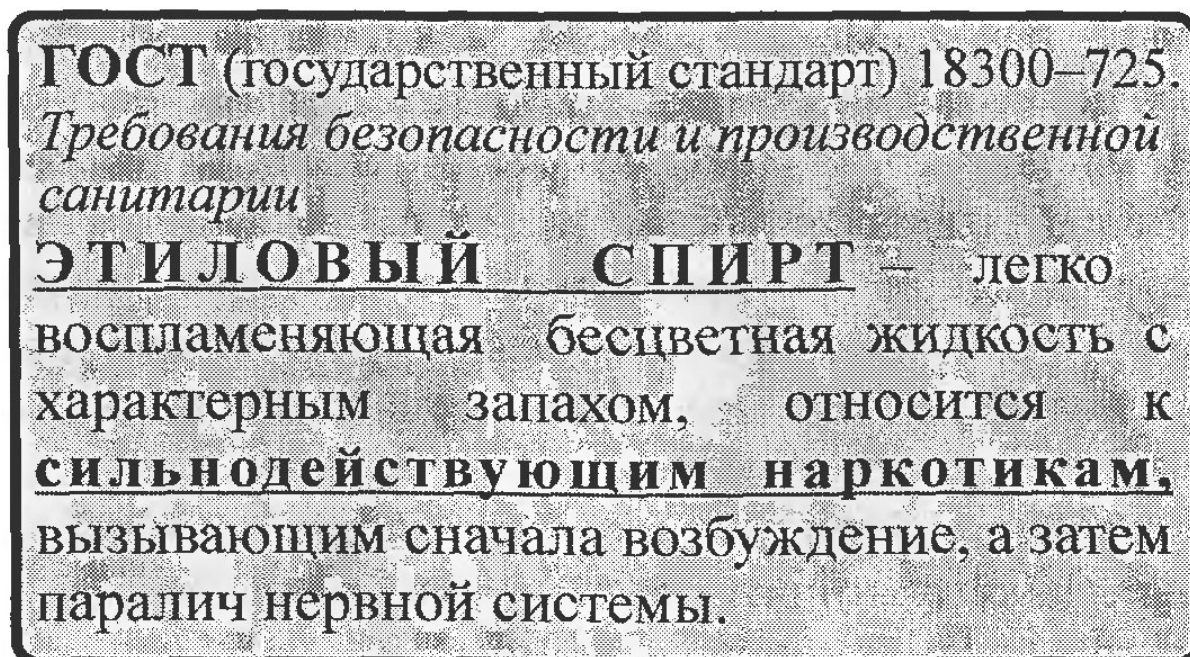 ГОСТ (государственный стандарт) 18300–725.
Требования безопасности и производственной
санитарии
ЭТИЛОВЫЙ СПИРТ – легко
воспламеняющая бесцветная жидкость с
характерным запахом, относится к
сильнодействующим наркотикам,
вызывающим сначала возбуждение, а затем
паралич нервной системы.